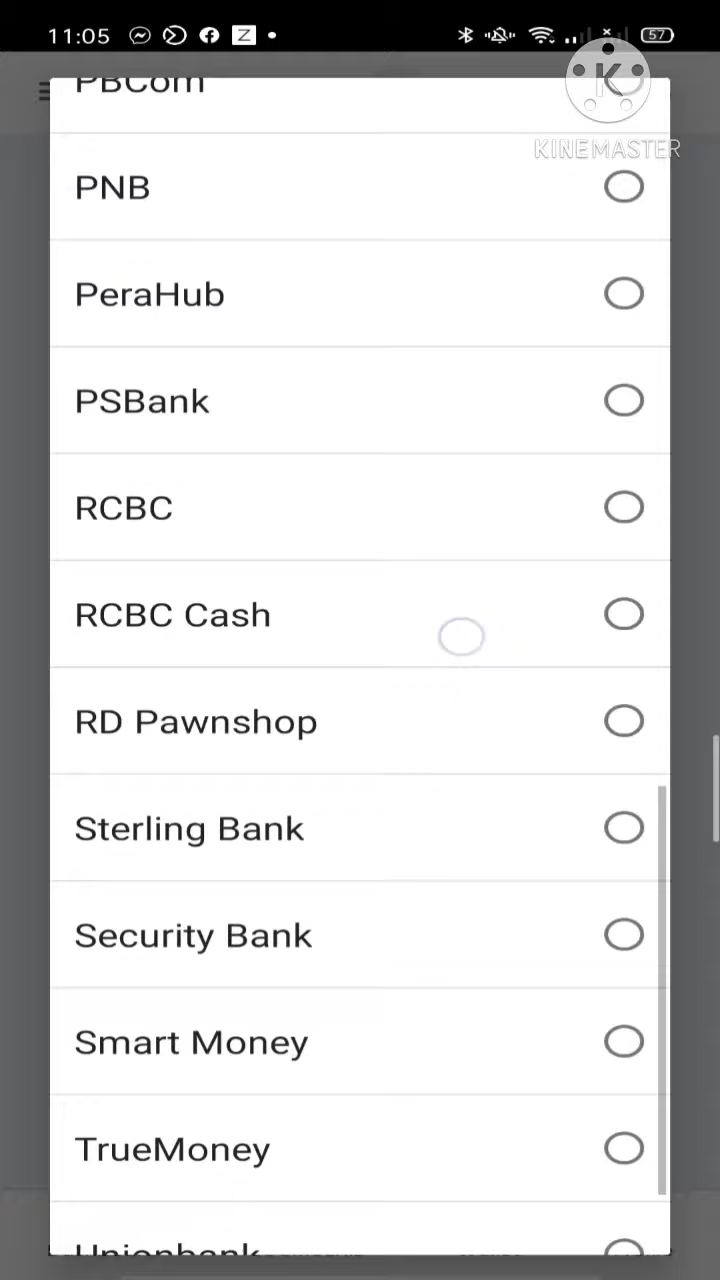 11:05
Z
57
K
KINEMASTER
PBCom
PNB
PeraHub
PSBank
RCBC
RCBC Cash
RD Pawnshop
Sterling Bank
Security Bank
Smart Money
TrueMoney
Unionbank